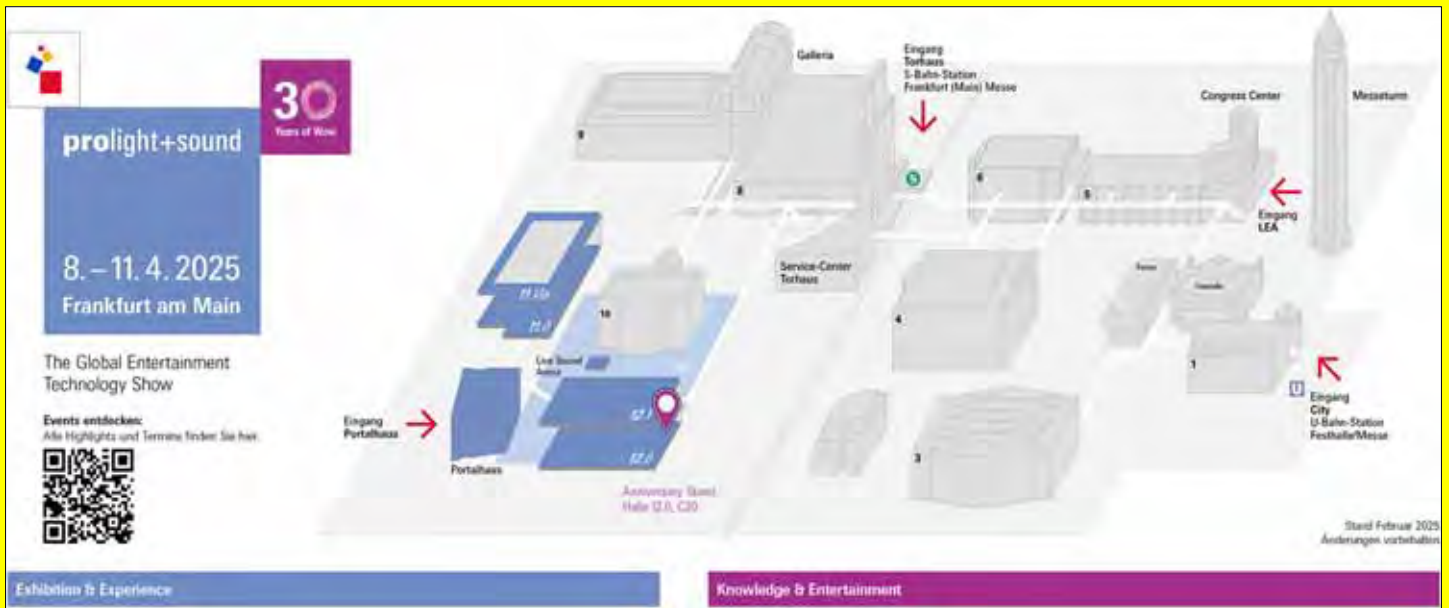 30
Years of Wow
prolight+sound
8. – 11. 4. 2025
Frankfurt am Main
The Global Entertainment
Technology Show
Events entdecken:
Alle Highlights und Termine finden Sie hier.
Galleria
Eingang
Torhaus
S-Bahn-Station
Frankfurt (Main) Messe
Congress Center
Messeturm
9
8
S
6
5
Eingang
LEA
Service-Center
Torhaus
11.0
10
4
1
U
Live Sound
Arena
Eingang
Portalhaus
Portalhaus
12.1
12.0
3
Eingang
City
U-Bahn-Station
Festhalle/Messe
Anniversary Stand
Halle 12.0, C20
Stand Februar 2025
Änderungen vorbehalten
Exhibition & Experience
Knowledge & Entertainment